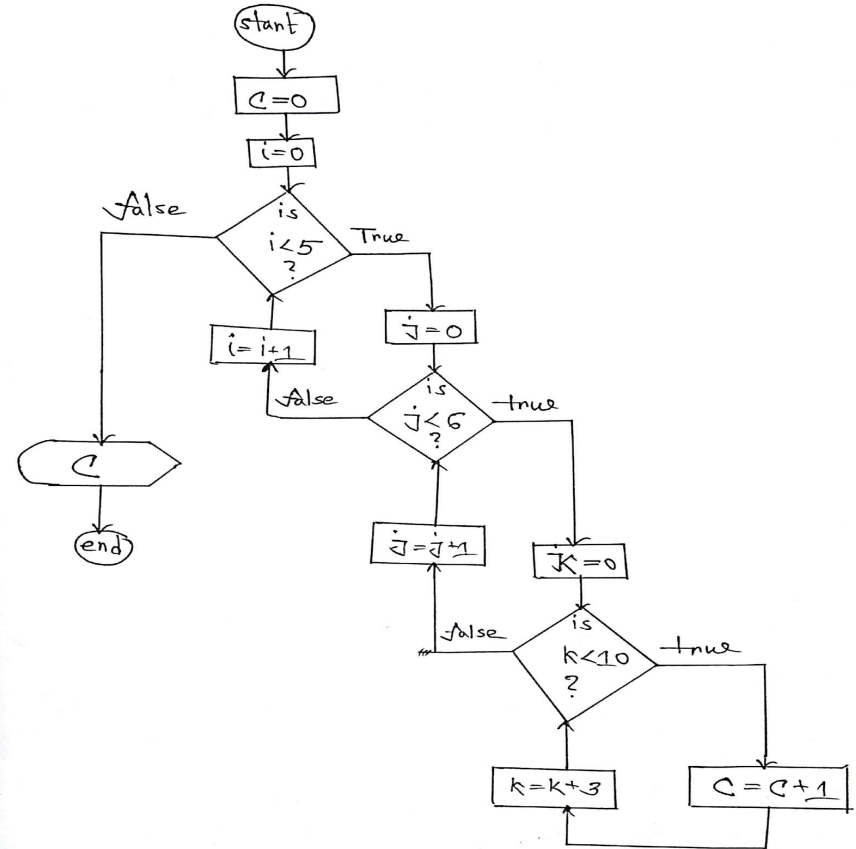 start
C=0
i=0
is
i<5
?
false
True
j=0
i=i+1
is
j<6
?
false
true
C
end
j=j+1
K=0
is
k<10
?
false
true
k=k+3
C=C+1